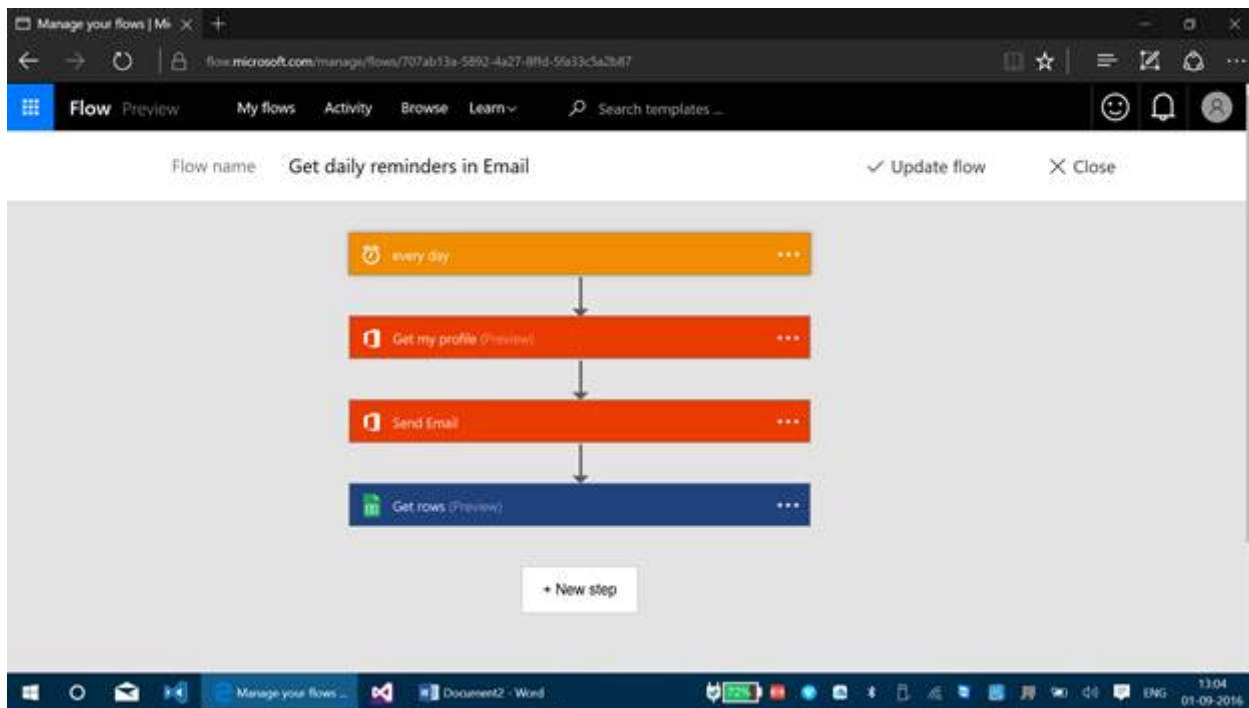 Manage your flows | Mi
flow.microsoft.com/manage/flows/707ab13a-5892-4a27-8ffd-5fa33c5a2b87
Flow Preview My flows Activity Browse Learn Search templates ...
Flow name Get daily reminders in Email Update flow Close
every day
Get my profile (Preview)
Send Email
Get rows (Preview)
+ New step
Manage your flows ... Document2 - Word 72% ENG 13:04
01-09-2016